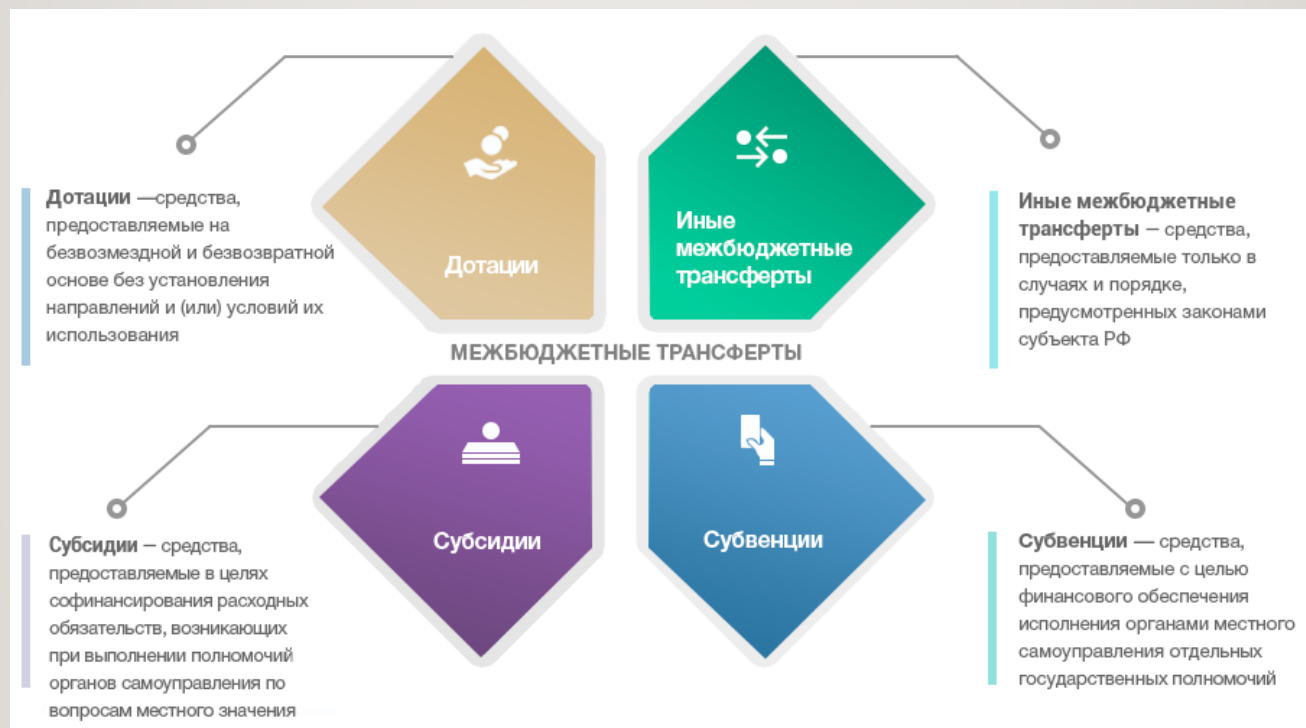 Дотации
Иные
межбюджетные
трансферты
Дотации —средства,
предоставляемые на
безвозмездной и безвозвратной
основе без установления
направлений и (или) условий их
использования
Иные межбюджетные
трансферты – средства,
предоставляемые только в
случаях и порядке,
предусмотренных законами
субъекта РФ
МЕЖБЮДЖЕТНЫЕ ТРАНСФЕРТЫ
Субсидии
Субвенции
Субсидии – средства,
предоставляемые в целях
софинансирования расходных
обязательств, возникающих
при выполнении полномочий
органов самоуправления по
вопросам местного значения
Субвенции — средства,
предоставляемые с целью
финансового обеспечения
исполнения органами местного
самоуправления отдельных
государственных полномочий